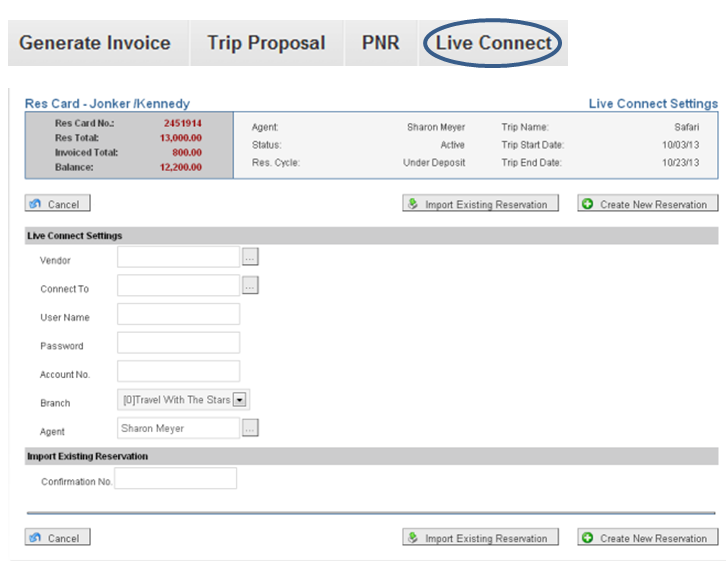 Generate Invoice Trip Proposal PNR Live Connect
Res Card - Jonker /Kennedy Live Connect Settings
Res Card No.: 2451914 Agent: Sharon Meyer Trip Name: Safari
Res Total: 13,000.00 Status: Active Trip Start Date: 10/03/13
Invoiced Total: 800.00 Res. Cycle: Under Deposit Trip End Date: 10/23/13
Balance: 12,200.00
Cancel Import Existing Reservation Create New Reservation
Live Connect Settings
Vendor ...
Connect To ...
User Name
Password
Account No.
Branch [0]Travel With The Stars
Agent Sharon Meyer ...
Import Existing Reservation
Confirmation No.
Cancel Import Existing Reservation Create New Reservation